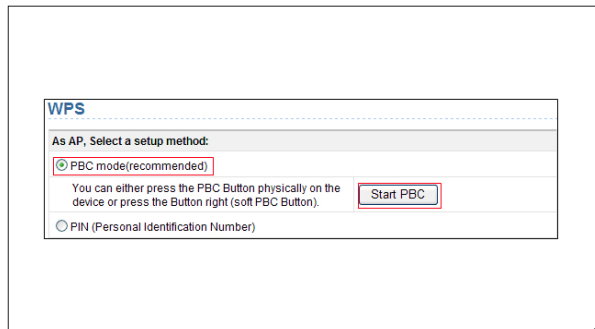 WPS
As AP, Select a setup method:
PBC mode(recommended)
You can either press the PBC Button physically on the
device or press the Button right (soft PBC Button).
Start PBC
PIN (Personal Identification Number)